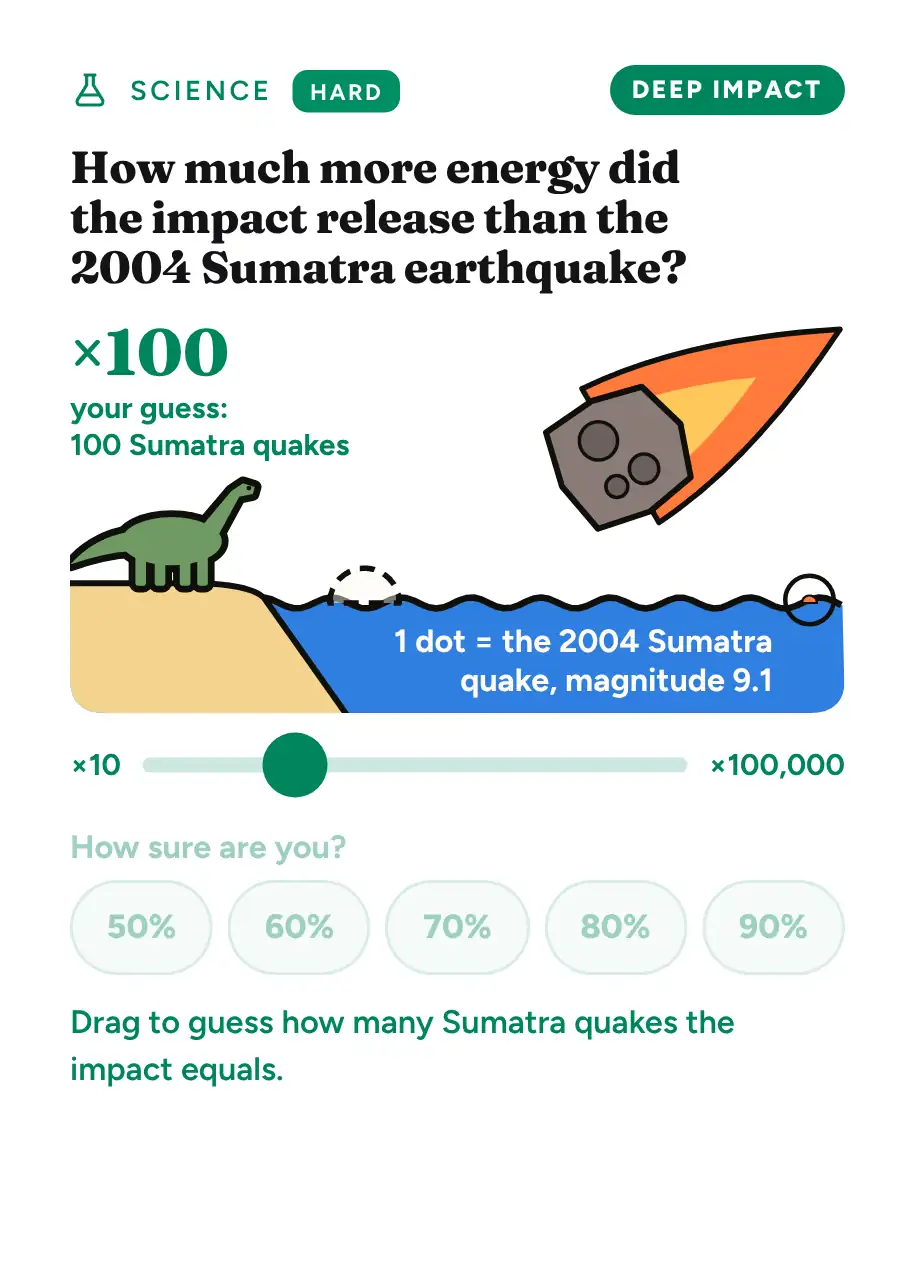 SCIENCE
HARD
DEEP IMPACT
How much more energy did
the impact release than the
2004 Sumatra earthquake?
×100
your guess:
100 Sumatra quakes
1 dot = the 2004 Sumatra
quake, magnitude 9.1
×10
×100,000
How sure are you?
50%
60%
70%
80%
90%
Drag to guess how many Sumatra quakes the
impact equals.